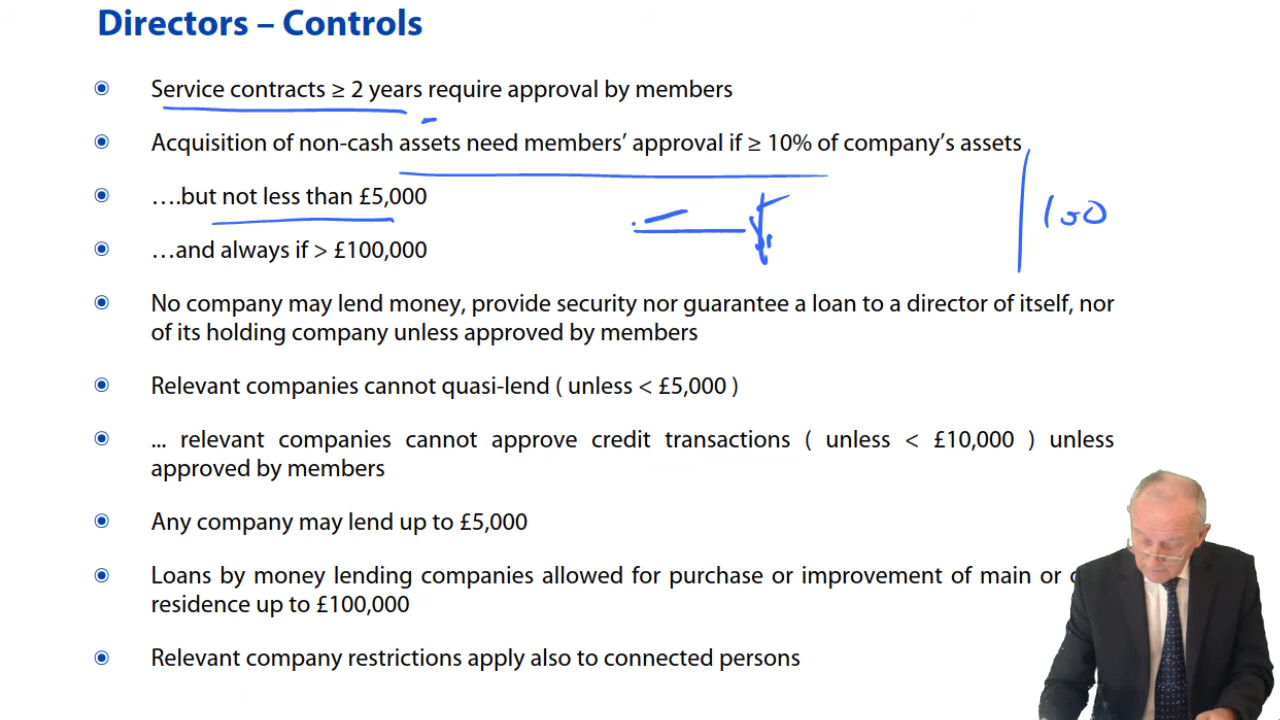 Directors – Controls
Service contracts ≥ 2 years require approval by members
Acquisition of non-cash assets need members' approval if ≥ 10% of company's assets
….but not less than £5,000
…and always if > £100,000
100
No company may lend money, provide security nor guarantee a loan to a director of itself, nor
of its holding company unless approved by members
Relevant companies cannot quasi-lend ( unless < £5,000 )
... relevant companies cannot approve credit transactions ( unless < £10,000 ) unless
approved by members
Any company may lend up to £5,000
Loans by money lending companies allowed for purchase or improvement of main or
residence up to £100,000
Relevant company restrictions apply also to connected persons